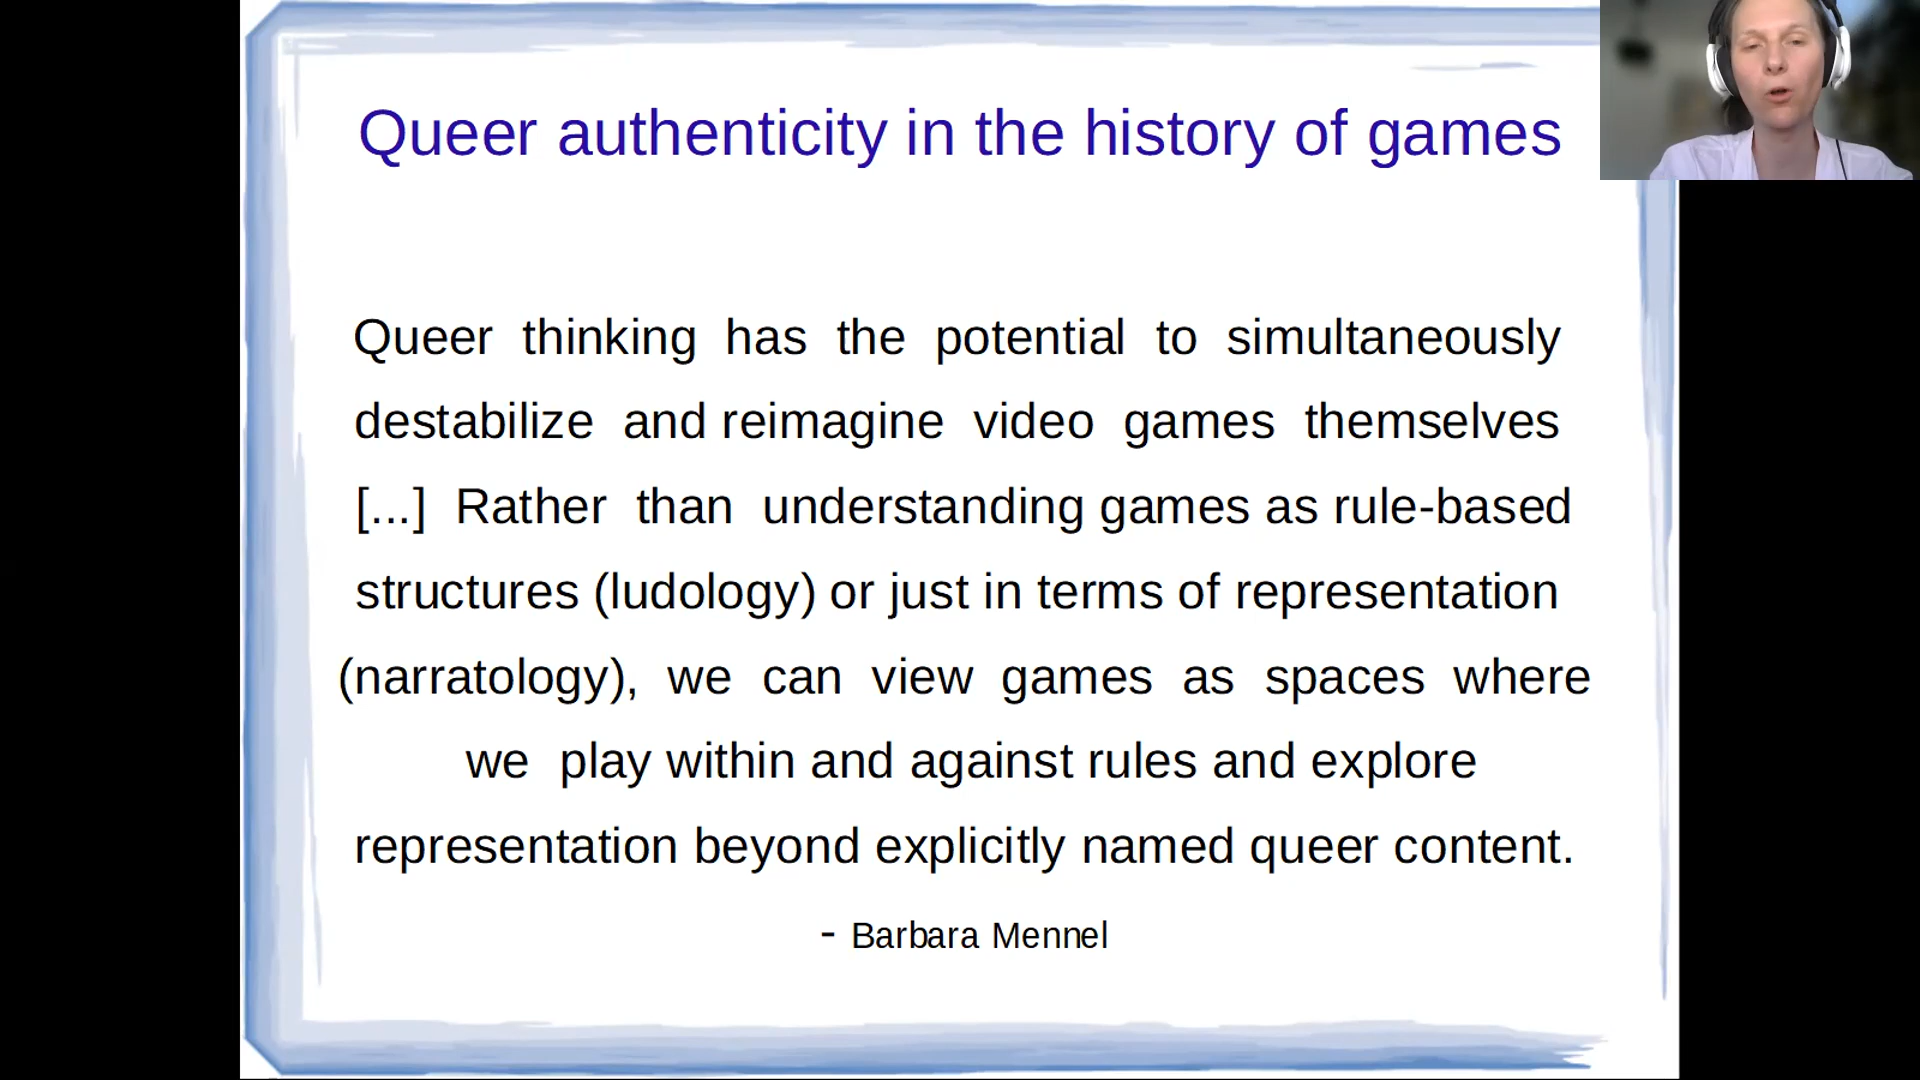 Queer authenticity in the history of games
Queer thinking has the potential to simultaneously
destabilize and reimagine video games themselves
[...] Rather than understanding games as rule-based
structures (ludology) or just in terms of representation
(narratology), we can view games as spaces where
we play within and against rules and explore
representation beyond explicitly named queer content.
- Barbara Mennel